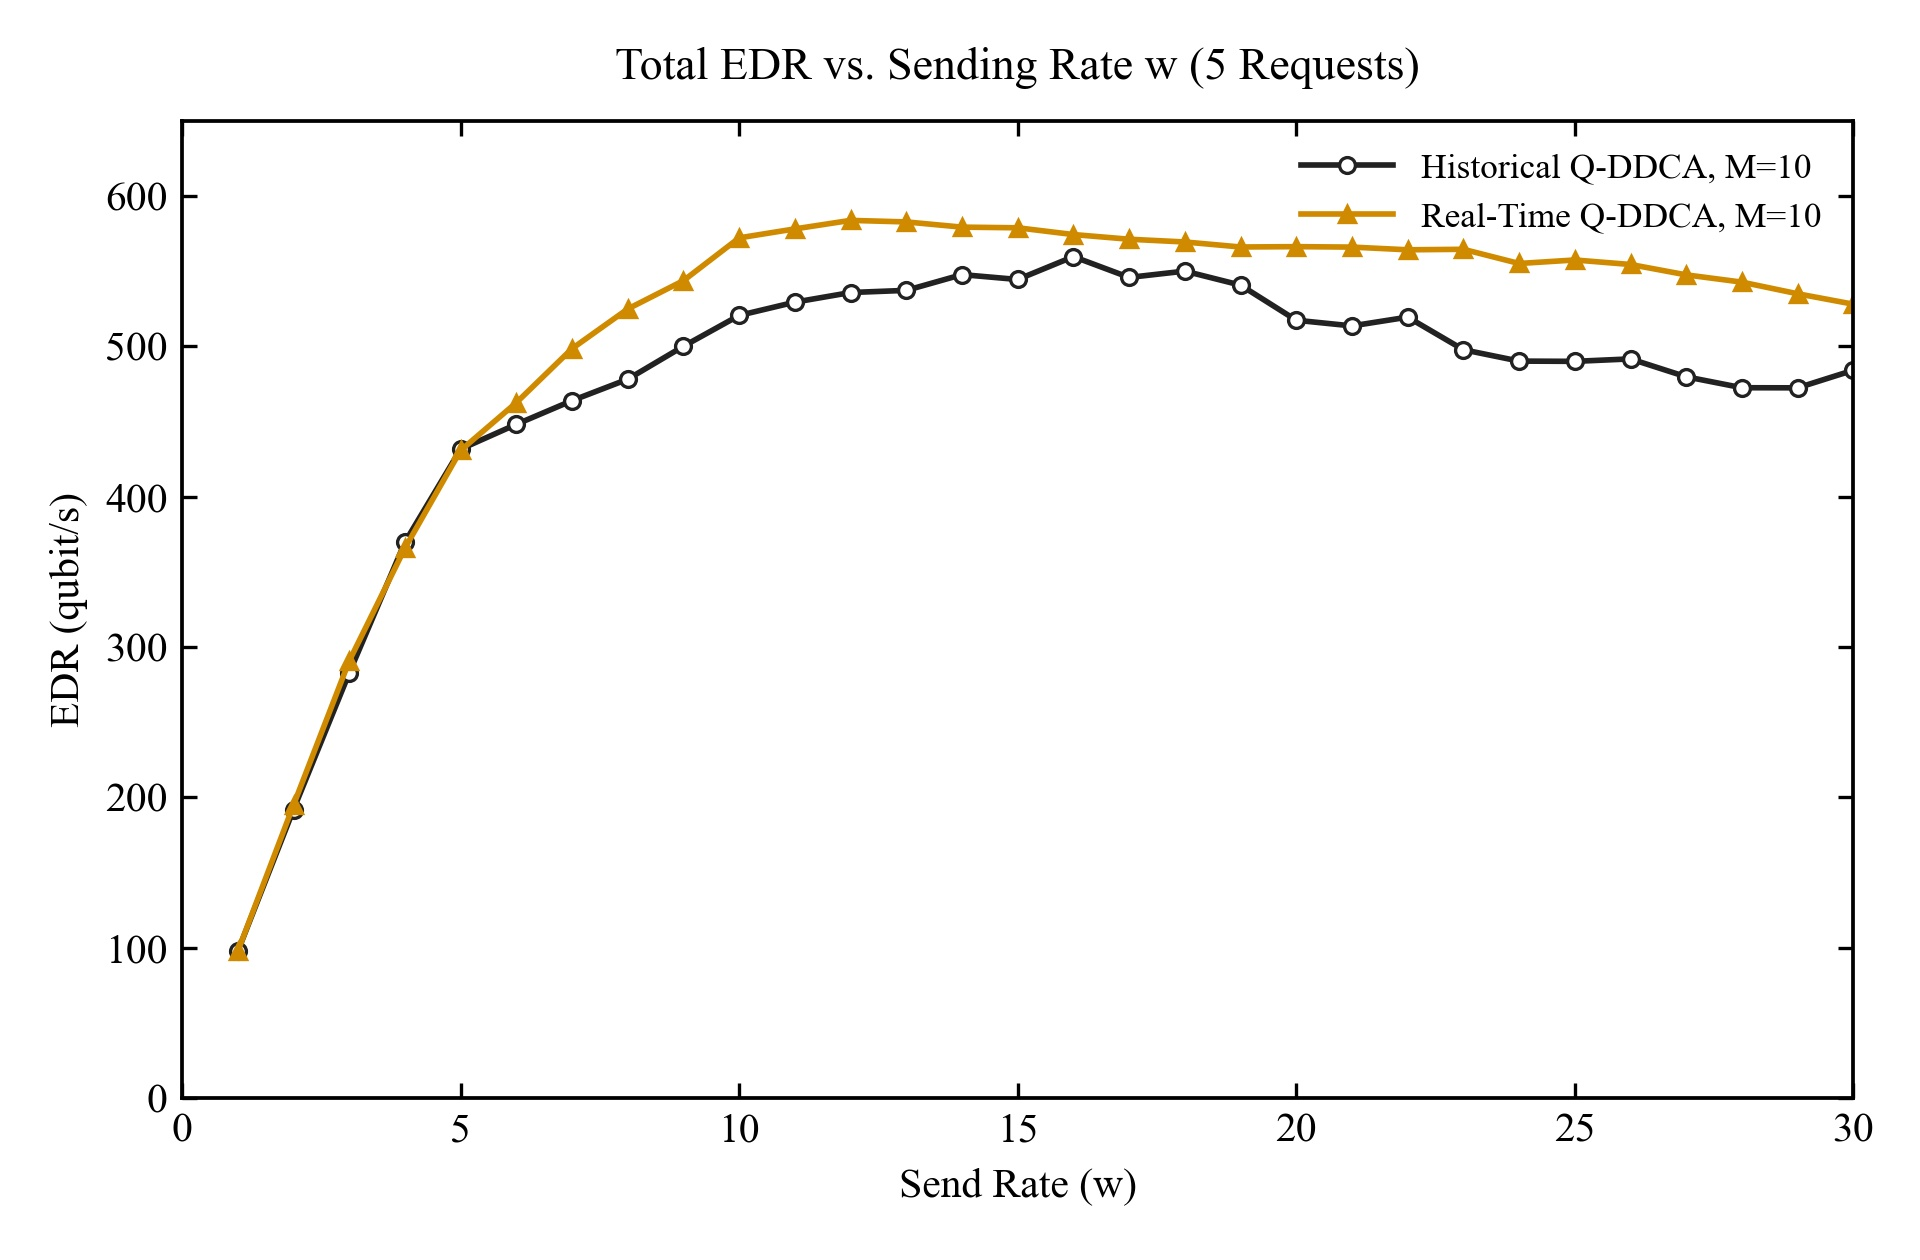 Total EDR vs. Sending Rate w (5 Requests)
Historical Q-DDCA, M=10
Real-Time Q-DDCA, M=10
EDR (qubit/s)
600
500
400
300
200
100
0
0 5 10 15 20 25 30
Send Rate (w)